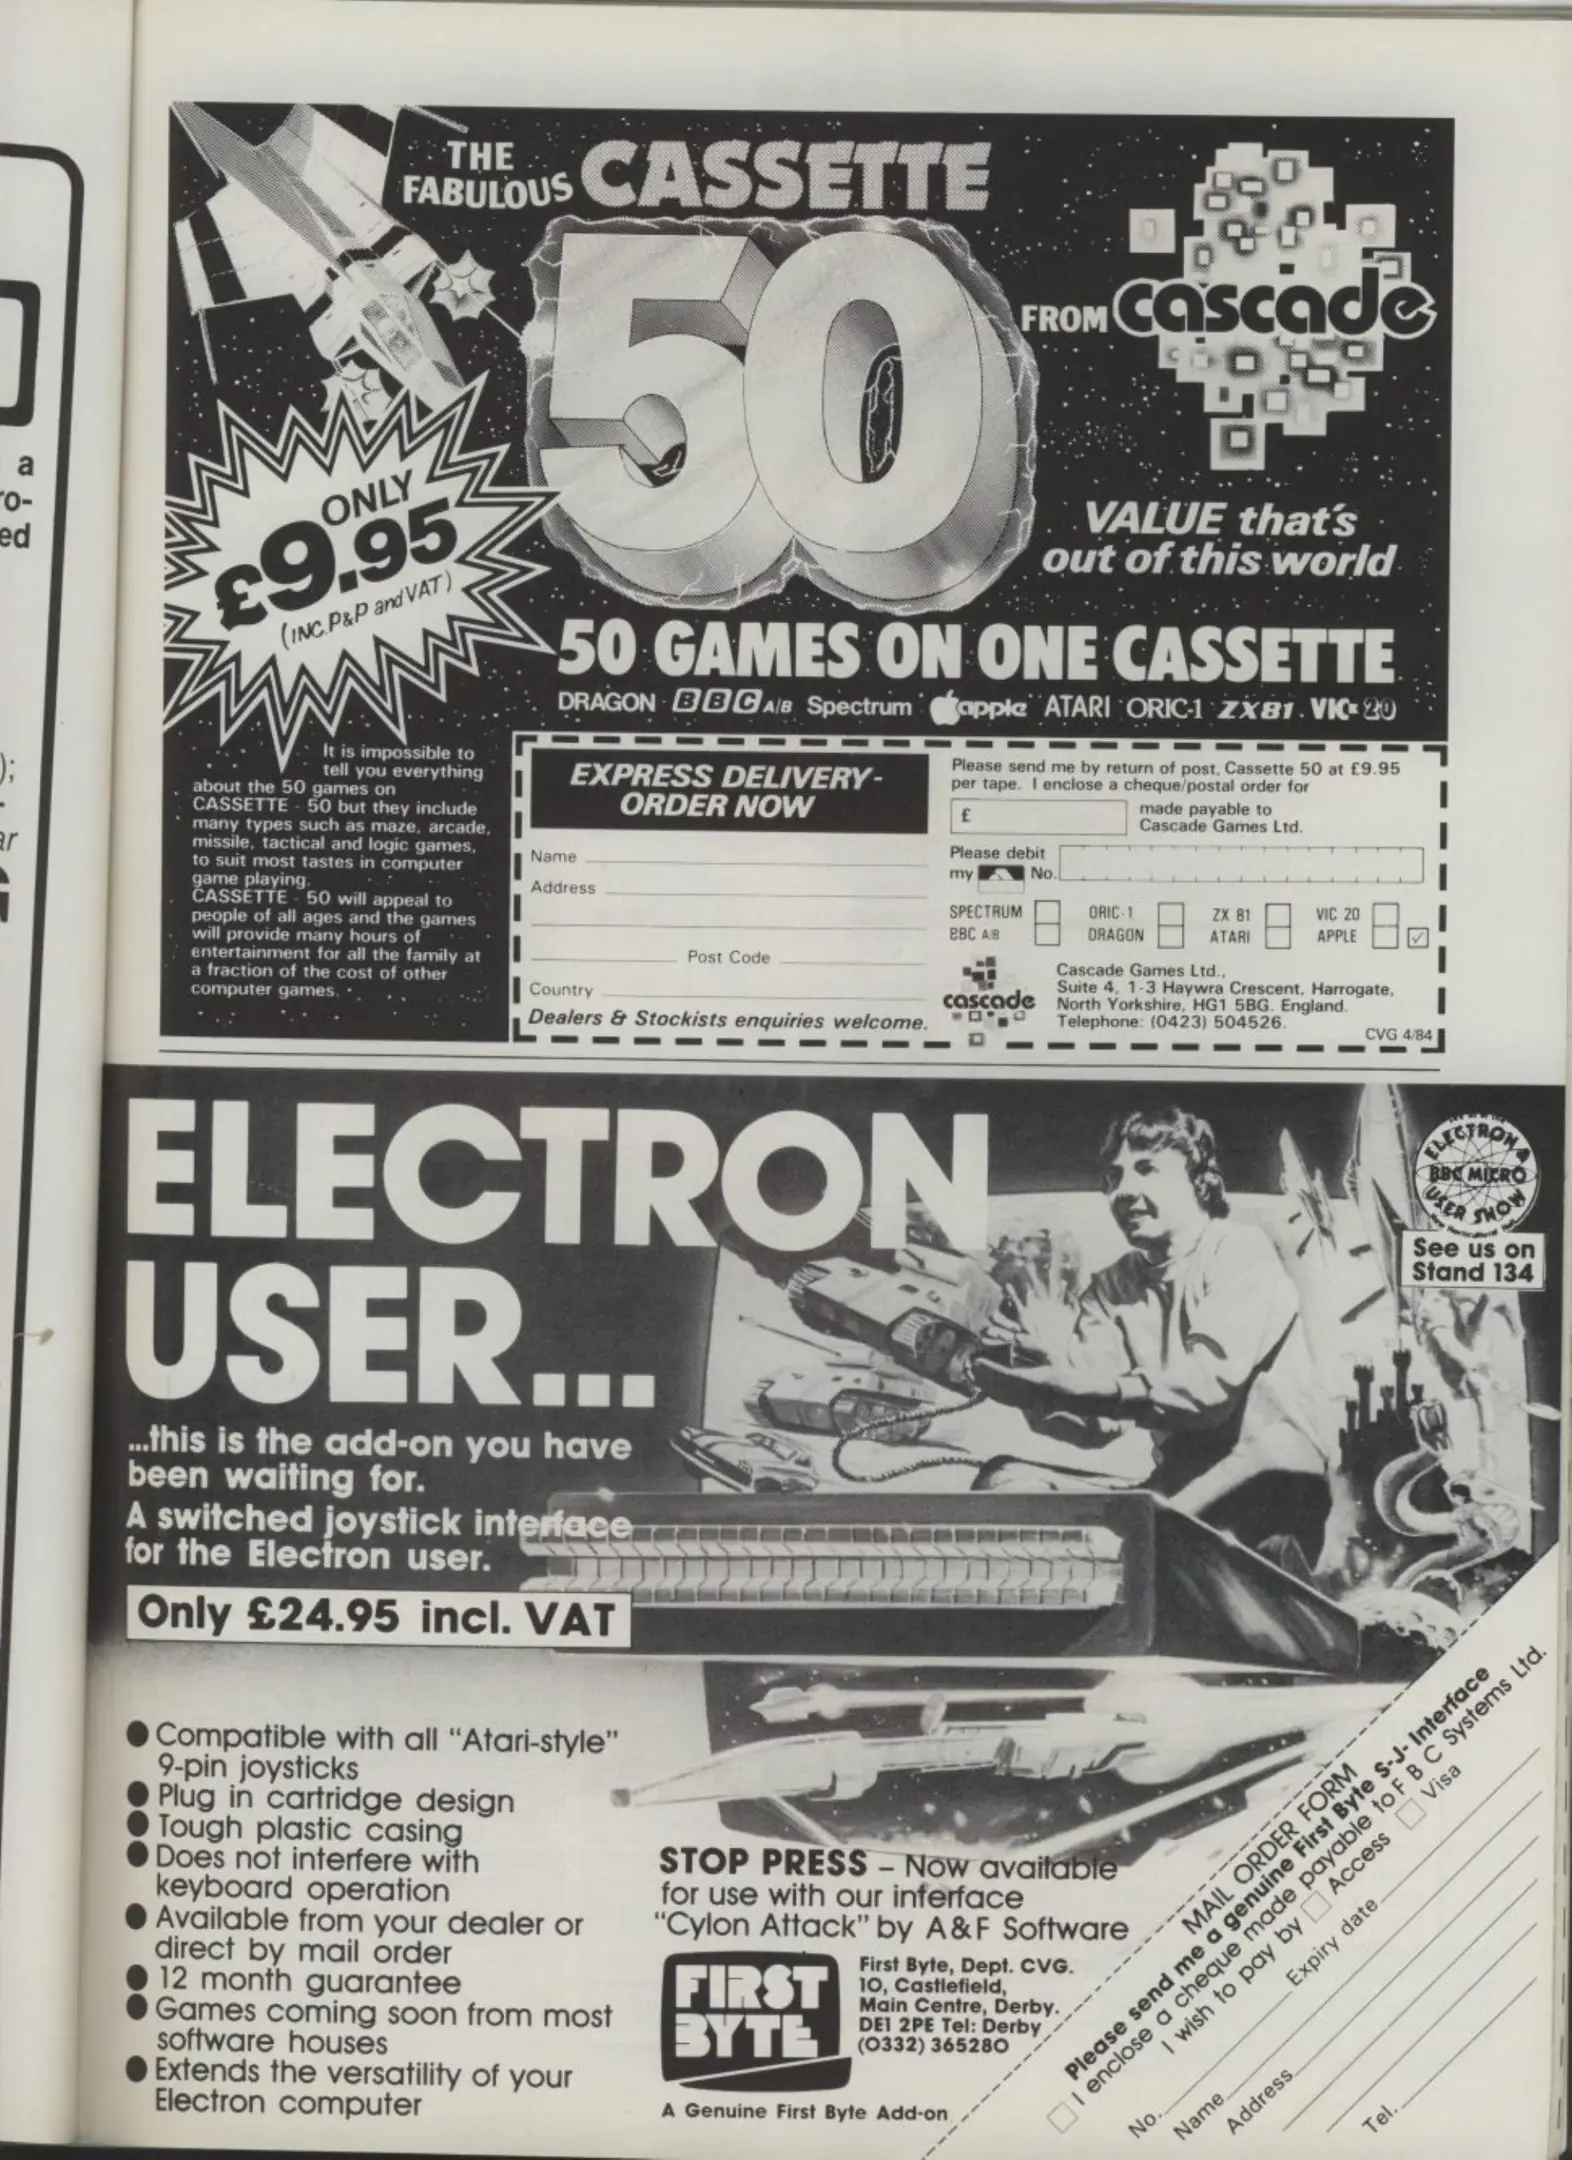 a
ro-
ed
);
ar
THE
FABULOUS CASSETTE
50
FROM cascade
ONLY
£9.95
(INC. P&P and VAT)
VALUE that's
out of this world
50 GAMES ON ONE CASSETTE
DRAGON BBC A/B Spectrum apple ATARI ORIC-1 ZX81 VIC 20
It is impossible to
tell you everything
about the 50 games on
CASSETTE - 50 but they include
many types such as maze, arcade,
missile, tactical and logic games,
to suit most tastes in computer
game playing.
CASSETTE - 50 will appeal to
people of all ages and the games
will provide many hours of
entertainment for all the family at
a fraction of the cost of other
computer games.
EXPRESS DELIVERY-
ORDER NOW
Name
Address
Post Code
Country
Dealers & Stockists enquiries welcome.
Please send me by return of post, Cassette 50 at £9.95
per tape. I enclose a cheque/postal order for
£ made payable to
Cascade Games Ltd.
Please debit
my No.
SPECTRUM ORIC-1 ZX 81 VIC 20
BBC A/B DRAGON ATARI APPLE
cascade
Cascade Games Ltd.,
Suite 4, 1-3 Haywra Crescent, Harrogate,
North Yorkshire, HG1 5BG. England.
Telephone: (0423) 504526.
CVG 4/84
ELECTRON
USER...
ELECTRON &
BBC MICRO
USER SHOW
See us on
Stand 134
...this is the add-on you have
been waiting for.
A switched joystick interface
for the Electron user.
Only £24.95 incl. VAT
● Compatible with all "Atari-style"
9-pin joysticks
● Plug in cartridge design
● Tough plastic casing
● Does not interfere with
keyboard operation
● Available from your dealer or
direct by mail order
● 12 month guarantee
● Games coming soon from most
software houses
● Extends the versatility of your
Electron computer
STOP PRESS – Now available
for use with our interface
"Cylon Attack" by A&F Software
FIRST
BYTE
First Byte, Dept. CVG.
10, Castlefield,
Main Centre, Derby.
DE1 2PE Tel: Derby
(0332) 365280
A Genuine First Byte Add-on
MAIL ORDER FORM
Please send me a genuine First Byte S-J- Interface
I enclose a cheque made payable to F B C Systems Ltd.
I wish to pay by Access Visa
No. Expiry date
Name
Address
Tel.